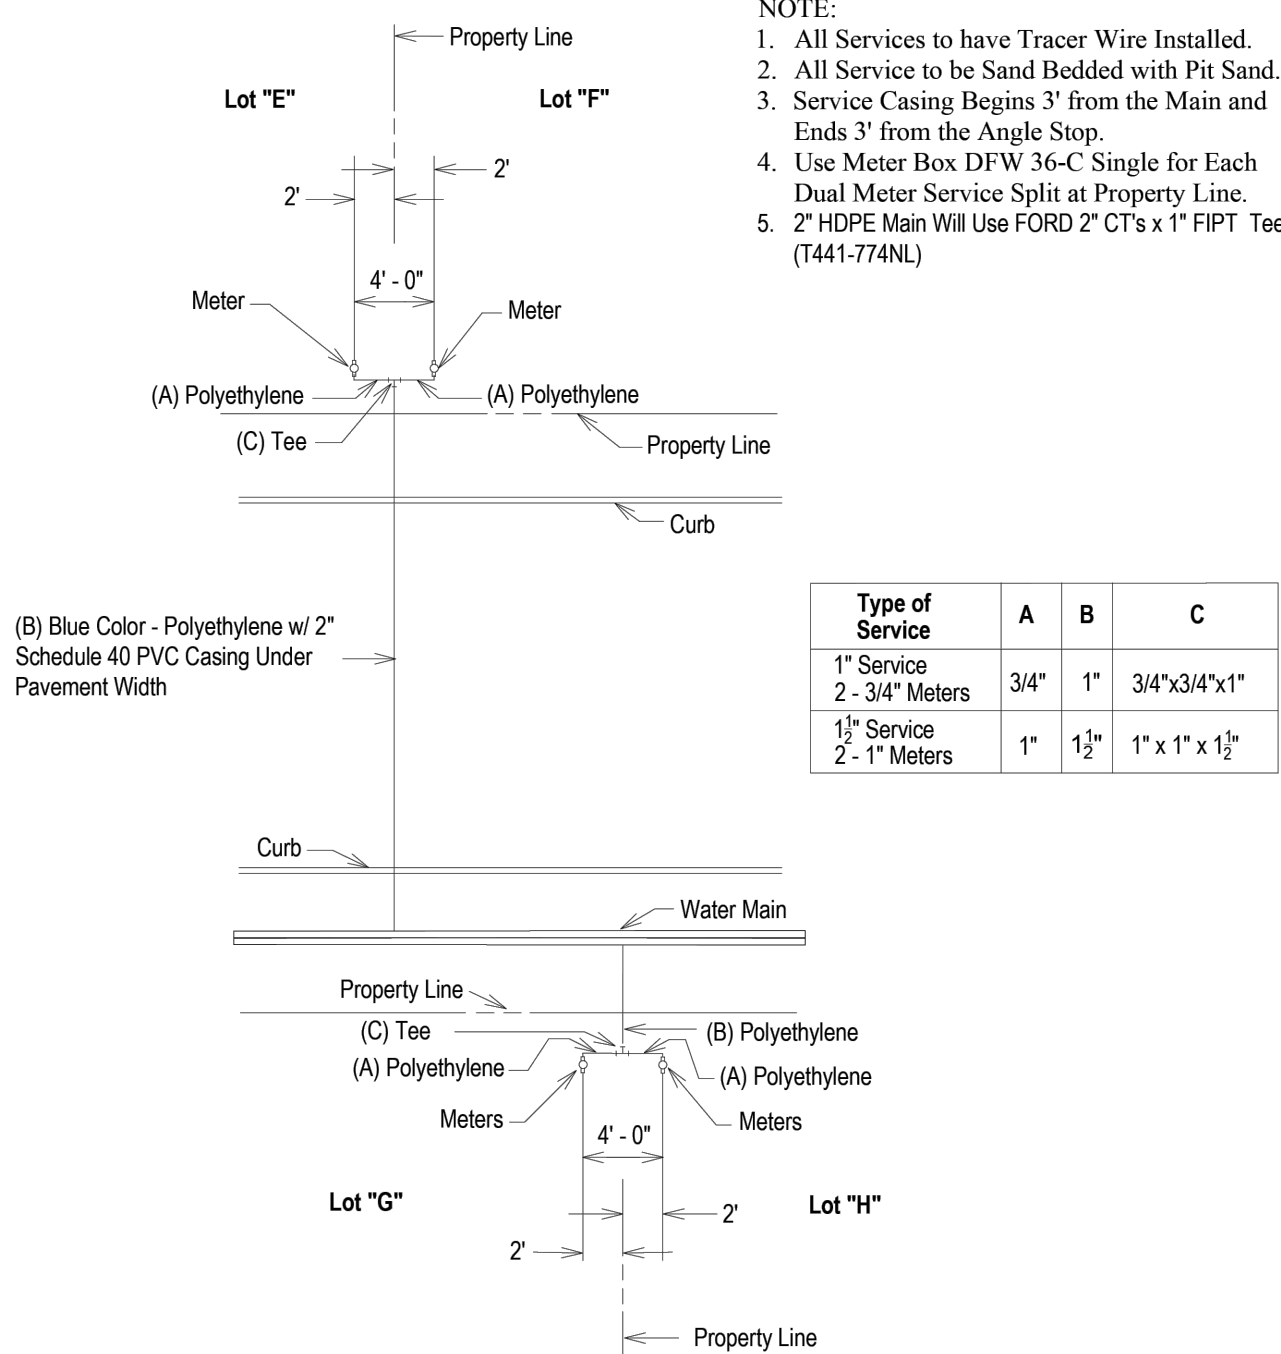 NOTE:
1. All Services to have Tracer Wire Installed.
2. All Service to be Sand Bedded with Pit Sand.
3. Service Casing Begins 3' from the Main and
Ends 3' from the Angle Stop.
4. Use Meter Box DFW 36-C Single for Each
Dual Meter Service Split at Property Line.
5. 2" HDPE Main Will Use FORD 2" CT's x 1" FIPT Tee
(T441-774NL)
Property Line
Lot "E"
Lot "F"
2'
2'
4' - 0"
Meter
Meter
(A) Polyethylene
(A) Polyethylene
(C) Tee
Property Line
Curb
(B) Blue Color - Polyethylene w/ 2"
Schedule 40 PVC Casing Under
Pavement Width
Type of
Service
A
B
C
1" Service
2 - 3/4" Meters
3/4"
1"
3/4"x3/4"x1"
1½" Service
2 - 1" Meters
1"
1½"
1" x 1" x 1½"
Curb
Water Main
Property Line
(C) Tee
(B) Polyethylene
(A) Polyethylene
(A) Polyethylene
Meters
Meters
4' - 0"
Lot "G"
Lot "H"
2'
2'
Property Line